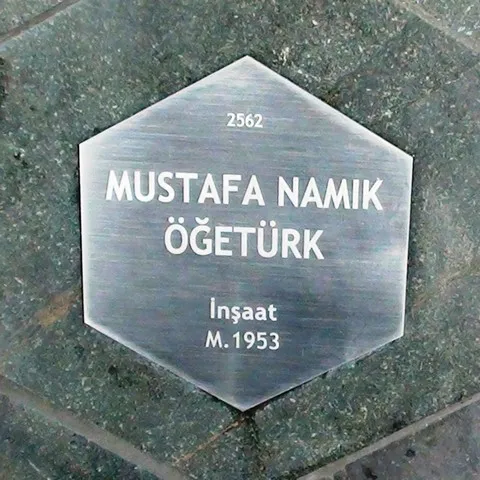 2562
MUSTAFA NAMIK
ÖĞETÜRK
İnşaat
M.1953